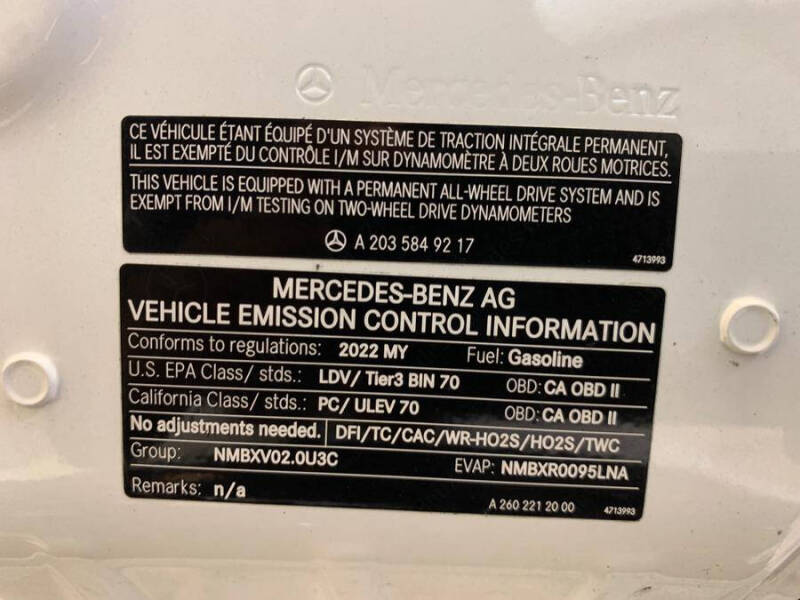 Mercedes-Benz
CE VÉHICULE ÉTANT ÉQUIPÉ D'UN SYSTÈME DE TRACTION INTÉGRALE PERMANENT,
IL EST EXEMPTÉ DU CONTRÔLE I/M SUR DYNAMOMÈTRE À DEUX ROUES MOTRICES.
THIS VEHICLE IS EQUIPPED WITH A PERMANENT ALL-WHEEL DRIVE SYSTEM AND IS
EXEMPT FROM I/M TESTING ON TWO-WHEEL DRIVE DYNAMOMETERS
A 203 584 92 17
4713993
MERCEDES-BENZ AG
VEHICLE EMISSION CONTROL INFORMATION
Conforms to regulations: 2022 MY Fuel: Gasoline
U.S. EPA Class/ stds.: LDV/ Tier3 BIN 70 OBD: CA OBD II
California Class/ stds.: PC/ ULEV 70 OBD: CA OBD II
No adjustments needed. DFI/TC/CAC/WR-HO2S/HO2S/TWC
Group: NMBXV02.0U3C EVAP: NMBXR0095LNA
Remarks: n/a A 260 221 20 00 4713993